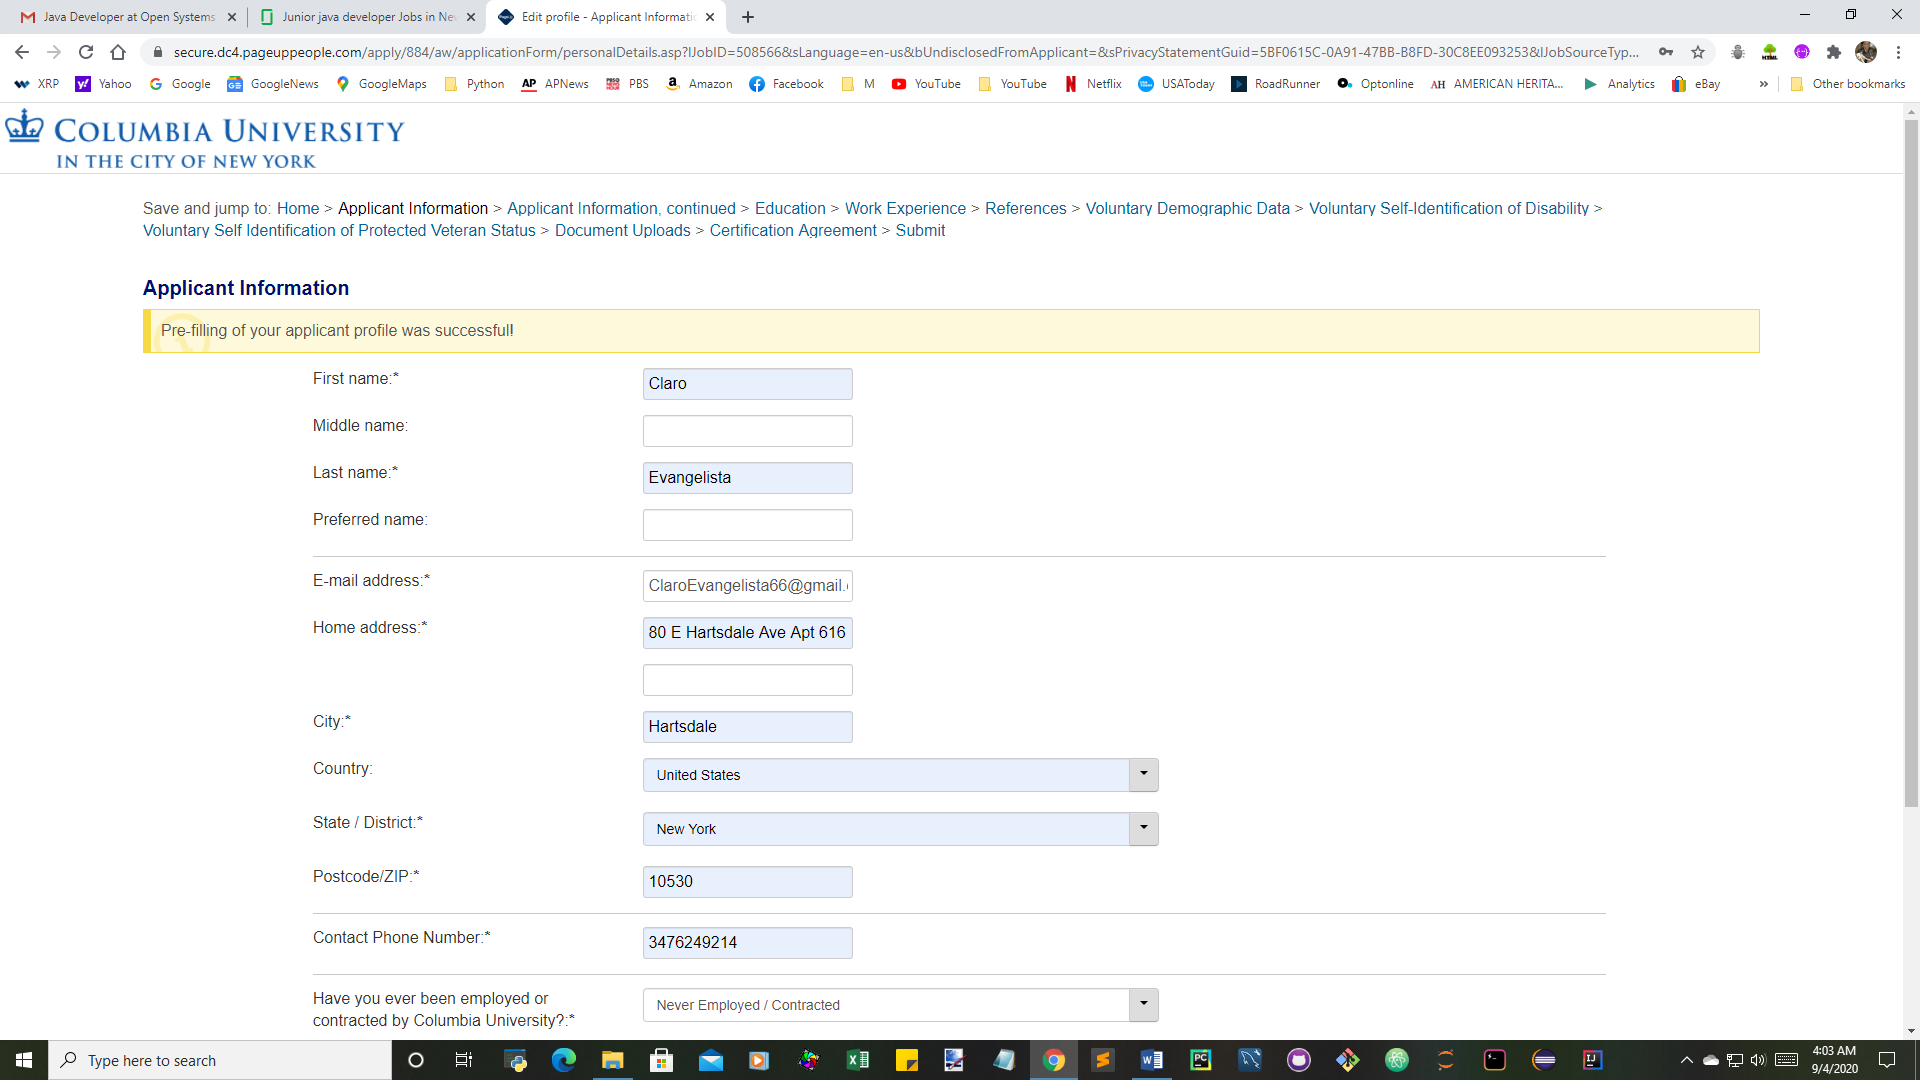 Java Developer at Open Systems
Junior java developer Jobs in Ne
Edit profile - Applicant Informati
secure.dc4.pageuppeople.com/apply/884/aw/applicationForm/personalDetails.asp?lJobID=508566&sLanguage=en-us&bUndisclosedFromApplicant=&sPrivacyStatementGuid=5BF0615C-0A91-47BB-B8FD-30C8EE093253&lJobSourceTyp...
XRP Yahoo Google GoogleNews GoogleMaps Python APNews PBS Amazon Facebook M YouTube YouTube Netflix USAToday RoadRunner Optonline AH AMERICAN HERITA... Analytics eBay » Other bookmarks
COLUMBIA UNIVERSITY
IN THE CITY OF NEW YORK
Save and jump to: Home > Applicant Information > Applicant Information, continued > Education > Work Experience > References > Voluntary Demographic Data > Voluntary Self-Identification of Disability >
Voluntary Self Identification of Protected Veteran Status > Document Uploads > Certification Agreement > Submit
Applicant Information
Pre-filling of your applicant profile was successful!
First name:* Claro
Middle name:
Last name:* Evangelista
Preferred name:
E-mail address:* ClaroEvangelista66@gmail.
Home address:* 80 E Hartsdale Ave Apt 616
City:* Hartsdale
Country: United States
State / District:* New York
Postcode/ZIP:* 10530
Contact Phone Number:* 3476249214
Have you ever been employed or
contracted by Columbia University?:* Never Employed / Contracted
Type here to search
4:03 AM
9/4/2020